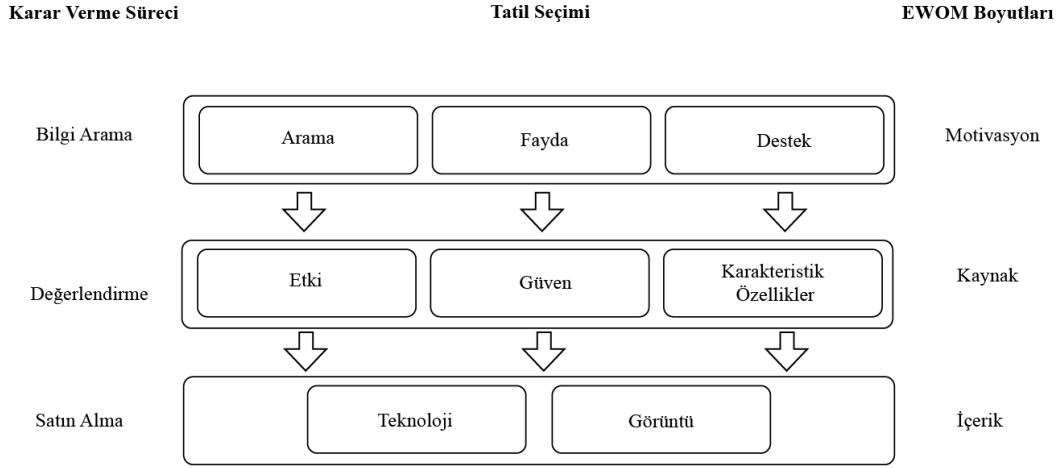 Karar Verme Süreci
Tatil Seçimi
EWOM Boyutları
Bilgi Arama
Arama
Fayda
Destek
Motivasyon
Değerlendirme
Etki
Güven
Karakteristik
Özellikler
Kaynak
Satın Alma
Teknoloji
Görüntü
İçerik